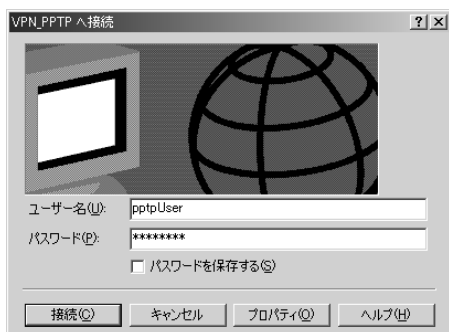 VPN_PPTP へ接続
ユーザー名(U): pptpUser
パスワード(P): ********
パスワードを保存する(S)
接続(C) キャンセル プロパティ(O) ヘルプ(H)